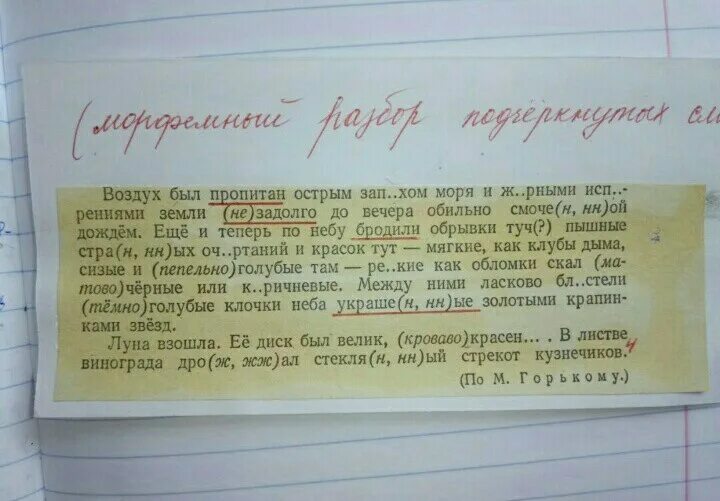 (морфемный разбор подчёркнутых сл
Воздух был пропитан острым зап..хом моря и ж..рными исп..-
рениями земли (не)задолго до вечера обильно смоче(н, нн)ой
дождём. Ещё и теперь по небу бродили обрывки туч(?) пышные
стра(н, нн)ых оч..ртаний и красок тут — мягкие, как клубы дыма,
сизые и (пепельно)голубые там — ре..кие как обломки скал (ма-
тово)чёрные или к..ричневые. Между ними ласково бл..стели
(тёмно)голубые клочки неба украше(н, нн)ые золотыми крапин-
ками звёзд.
Луна взошла. Её диск был велик, (кроваво)красен... . В листве
винограда дро(ж, жж)ал стекля(н, нн)ый стрекот кузнечиков.4
(По М. Горькому.)